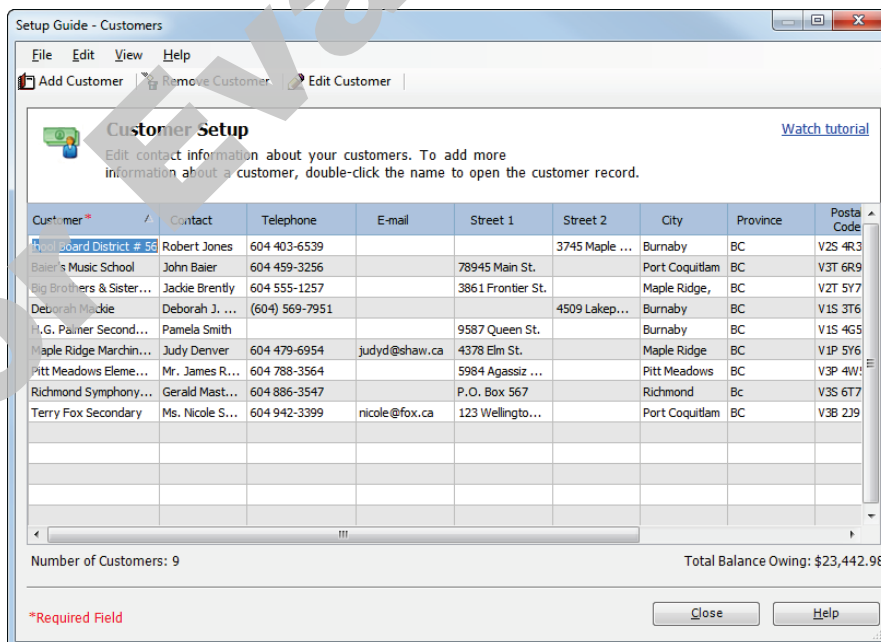 Setup Guide - Customers
File Edit View Help
Add Customer Remove Customer Edit Customer
Customer Setup
Watch tutorial
Edit contact information about your customers. To add more
information about a customer, double-click the name to open the customer record.
Customer* Contact Telephone E-mail Street 1 Street 2 City Province Posta
Code
hool Board District # 56 Robert Jones 604 403-6539 3745 Maple ... Burnaby BC V2S 4R3
Baier's Music School John Baier 604 459-3256 78945 Main St. Port Coquitlam BC V3T 6R9
Big Brothers & Sister... Jackie Brently 604 555-1257 3861 Frontier St. Maple Ridge, BC V2T 5Y7
Deborah Mackie Deborah J. ... (604) 569-7951 4509 Lakep... Burnaby BC V1S 3T6
H.G. Palmer Second... Pamela Smith 9587 Queen St. Burnaby BC V1S 4G5
Maple Ridge Marchin... Judy Denver 604 479-6954 judyd@shaw.ca 4378 Elm St. Maple Ridge BC V1P 5Y6
Pitt Meadows Eleme... Mr. James R... 604 788-3564 5984 Agassiz ... Pitt Meadows BC V3P 4W5
Richmond Symphony... Gerald Mast... 604 886-3547 P.O. Box 567 Richmond Bc V3S 6T7
Terry Fox Secondary Ms. Nicole S... 604 942-3399 nicole@fox.ca 123 Wellingto... Port Coquitlam BC V3B 2J9
Number of Customers: 9 Total Balance Owing: $23,442.98
*Required Field Close Help
or Eva